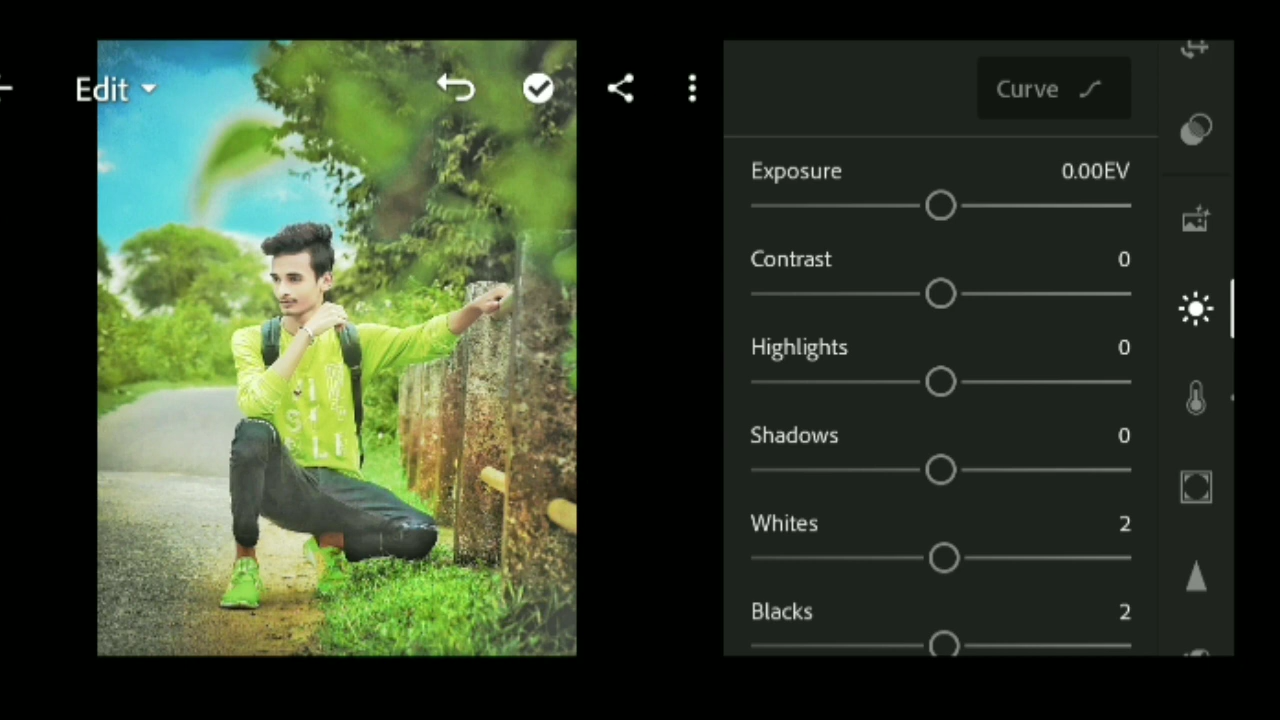 Edit
Curve
Exposure 0.00EV
Contrast 0
Highlights 0
Shadows 0
Whites 2
Blacks 2